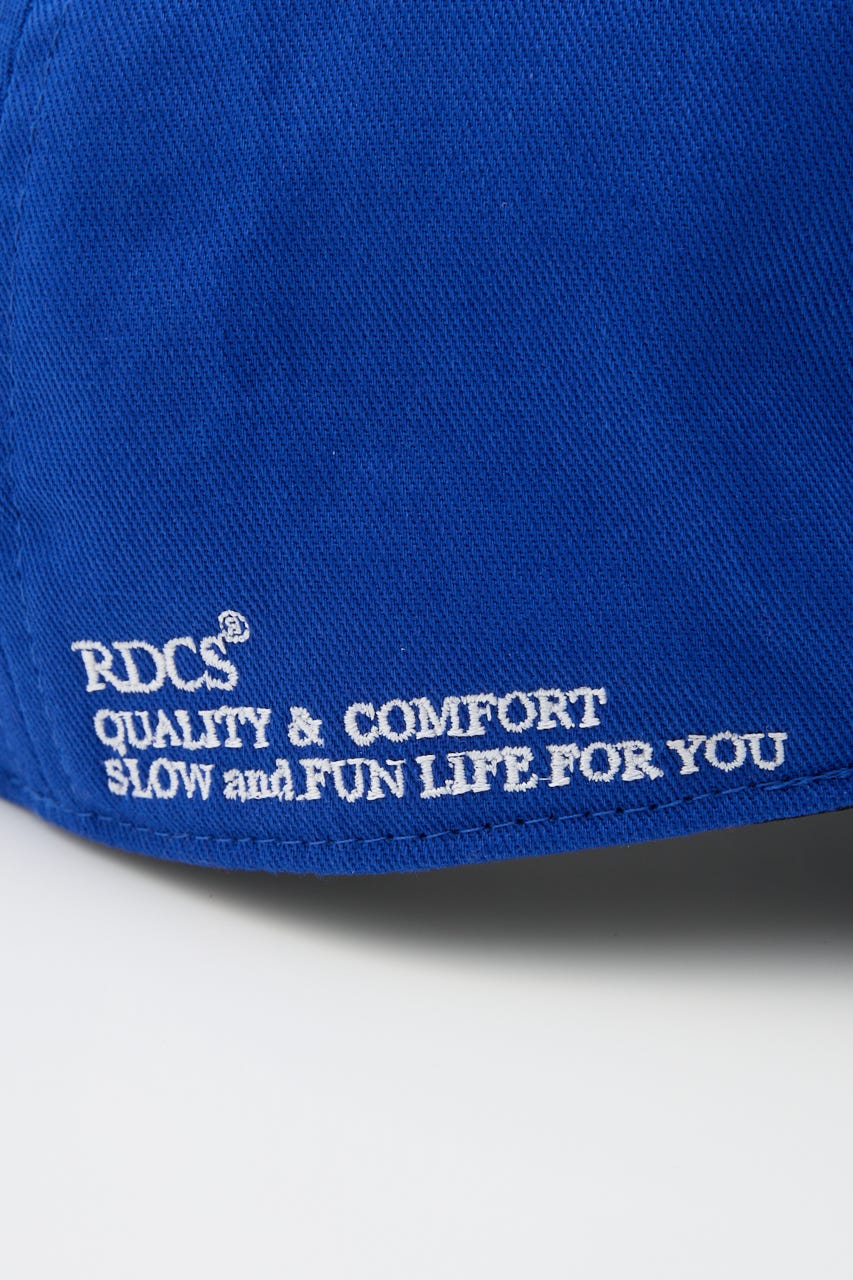 RDCS®
QUALITY & COMFORT
SLOW and FUN LIFE FOR YOU